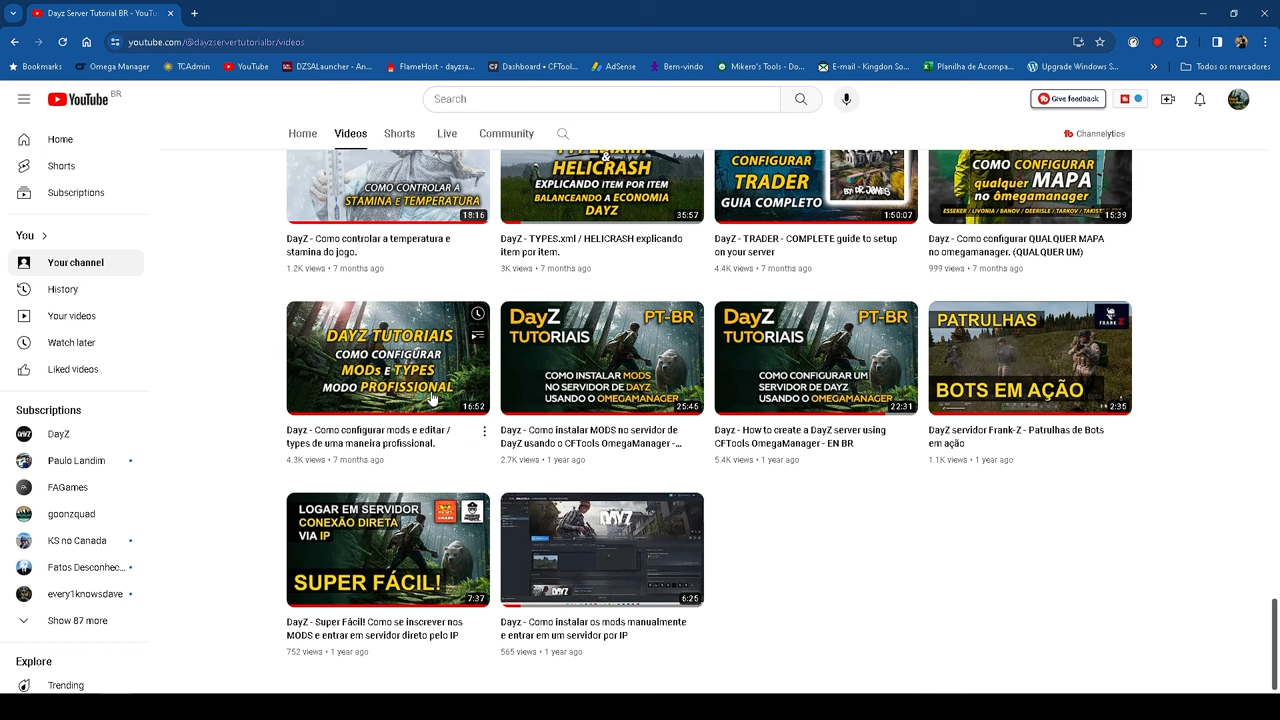 Dayz Server Tutorial BR - YouTu
youtube.com/@dayzservertutorialbr/videos
Bookmarks
Omega Manager
TCAdmin
YouTube
DZSALauncher - An...
FlameHost - dayzsa...
Dashboard • CFTool...
AdSense
Bem-vindo
Mikero's Tools - Do...
E-mail - Kingdon So...
Planilha de Acompa...
Upgrade Windows S...
Todos os marcadores
YouTube BR
Search
Give feedback
Home
Videos
Shorts
Live
Community
Channelytics
Home
Shorts
Subscriptions
You
Your channel
History
Your videos
Watch later
Liked videos
Subscriptions
DayZ
Paulo Landim
FAGames
goonzquad
KS no Canada
Fatos Desconhec...
every1knowsdave
Show 87 more
Explore
Trending
COMO CONTROLAR A
STAMINA E TEMPERATURA
18:16
DayZ - Como controlar a temperatura e
stamina do jogo.
1.2K views • 7 months ago
TYPES.XML
&
HELICRASH
EXPLICANDO ITEM POR ITEM
BALANCEANDO A ECONOMIA
DAYZ
35:57
DayZ - TYPES.xml / HELICRASH explicando
item por item.
3K views • 7 months ago
CONFIGURAR
TRADER
GUIA COMPLETO
BY: DR JONES
1:50:07
DayZ - TRADER - COMPLETE guide to setup
on your server
4.4K views • 7 months ago
COMO CONFIGURAR
qualquer MAPA
no ômegamanager
ESSEKER / LIVONIA / BANOV / DEERISLE / TARKOV / TAKIST
15:39
DayZ - Como configurar QUALQUER MAPA
no omegamanager. (QUALQUER UM)
999 views • 7 months ago
DAYZ TUTORIAIS
COMO CONFIGURAR
MODs E TYPES
MODO PROFISSIONAL
16:52
Dayz - Como configurar mods e editar /
types de uma maneira profissional.
4.3K views • 7 months ago
DayZ PT-BR
TUTORIAIS
COMO INSTALAR MODS
NO SERVIDOR DE DAYZ
USANDO O OMEGAMANAGER
25:45
DayZ - Como instalar MODS no servidor de
DayZ usando o CFTools OmegaManager -...
2.7K views • 1 year ago
DayZ PT-BR
TUTORIAIS
COMO CONFIGURAR UM
SERVIDOR DE DAYZ
USANDO O OMEGAMANAGER
22:31
DayZ - How to create a DayZ server using
CFTools OmegaManager - EN BR
5.4K views • 1 year ago
PATRULHAS
FRANK Z
BOTS EM AÇÃO
2:35
DayZ servidor Frank-Z - Patrulhas de Bots
em ação
1.1K views • 1 year ago
LOGAR EM SERVIDOR
CONEXÃO DIRETA
VIA IP
SUPER FÁCIL!
7:37
DayZ - Super Fácil! Como se inscrever nos
MODS e entrar em servidor direto pelo IP
752 views • 1 year ago
DAYZ
6:25
DayZ - Como instalar os mods manualmente
e entrar em um servidor por IP
565 views • 1 year ago